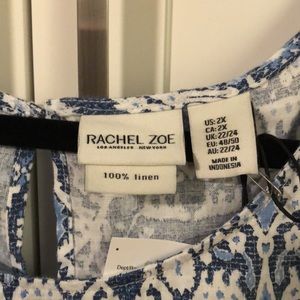 RACHEL ZOE
LOS ANGELES . NEW YORK
100% linen
US: 2X
CA: 2X
UK: 22/24
EU: 48/50
AU: 22/24
MADE IN
INDONESIA